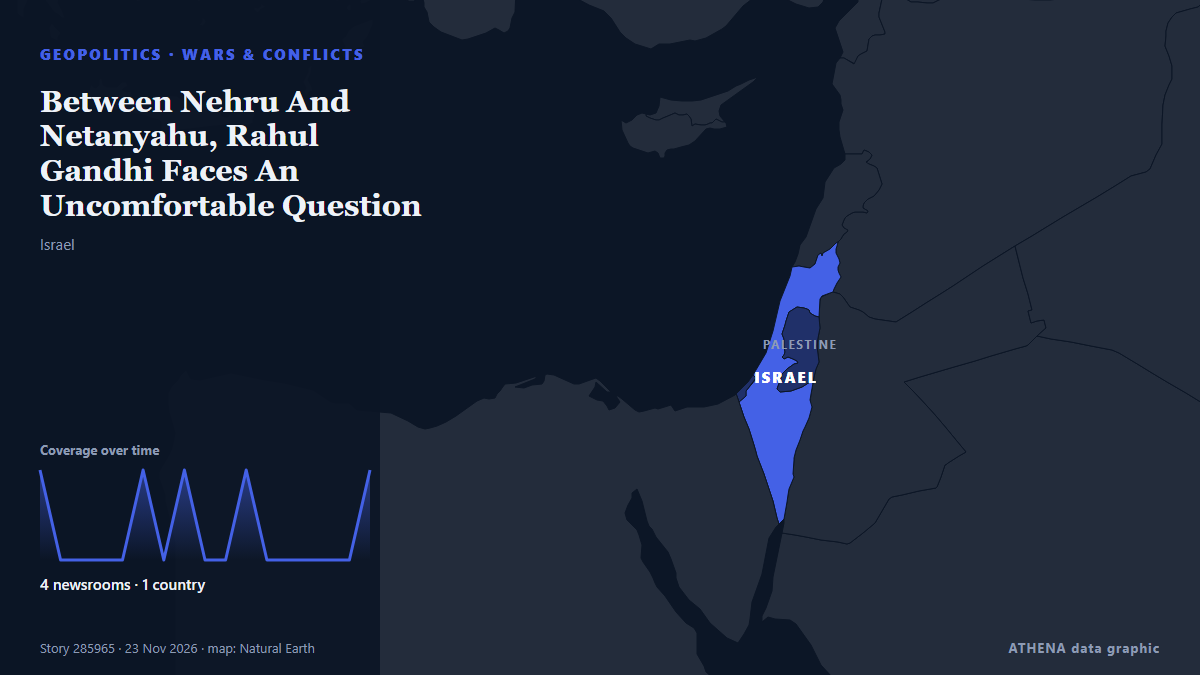 GEOPOLITICS · WARS & CONFLICTS
Between Nehru And
Netanyahu, Rahul
Gandhi Faces An
Uncomfortable Question
Israel
PALESTINE
ISRAEL
Coverage over time
4 newsrooms · 1 country
Story 285965 · 23 Nov 2026 · map: Natural Earth
ATHENA data graphic